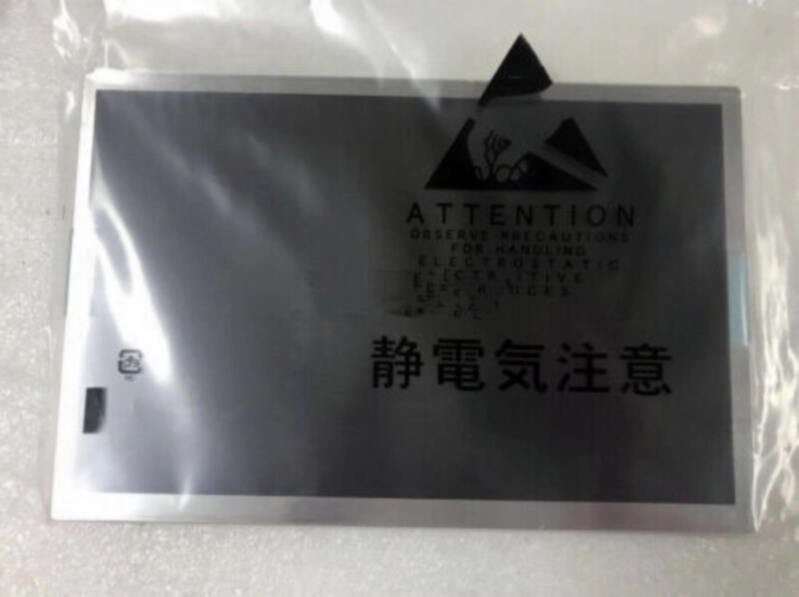 ATTENTION
OBSERVE PRECAUTIONS
FOR HANDLING
ELECTROSTATIC
静電気注意